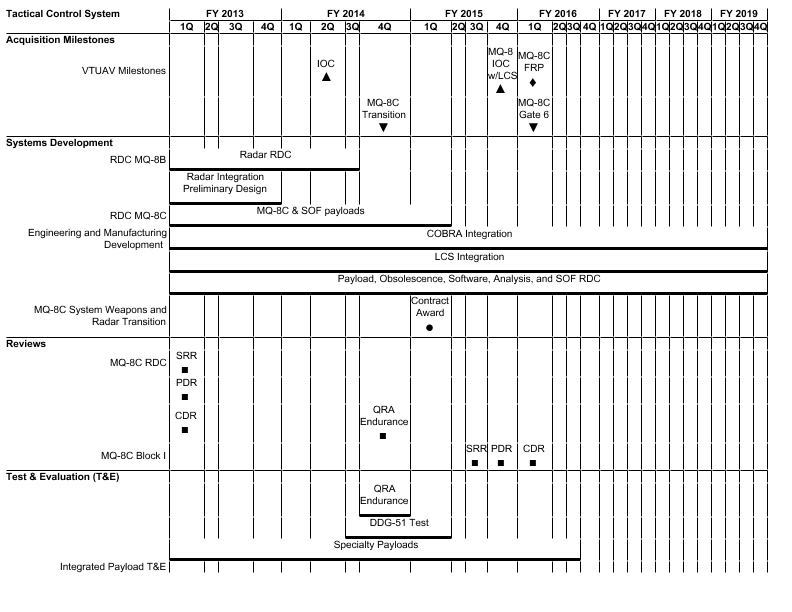 Tactical Control System FY 2013 FY 2014 FY 2015 FY 2016 FY 2017 FY 2018 FY 2019
1Q 2Q 3Q 4Q 1Q 2Q 3Q 4Q 1Q 2Q 3Q 4Q 1Q 2Q 3Q 4Q 1Q 2Q 3Q 4Q 1Q 2Q 3Q 4Q 1Q 2Q 3Q 4Q
Acquisition Milestones
VTUAV Milestones
IOC
MQ-8
IOC
w/LCS
MQ-8C
FRP
MQ-8C
Transition
MQ-8C
Gate 6
Systems Development
RDC MQ-8B
Radar RDC
Radar Integration
Preliminary Design
RDC MQ-8C
MQ-8C & SOF payloads
Engineering and Manufacturing
Development
COBRA Integration
LCS Integration
Payload, Obsolescence, Software, Analysis, and SOF RDC
MQ-8C System Weapons and
Radar Transition
Contract
Award
Reviews
MQ-8C RDC
SRR
PDR
CDR
QRA
Endurance
MQ-8C Block I
SRR PDR CDR
Test & Evaluation (T&E)
QRA
Endurance
DDG-51 Test
Specialty Payloads
Integrated Payload T&E